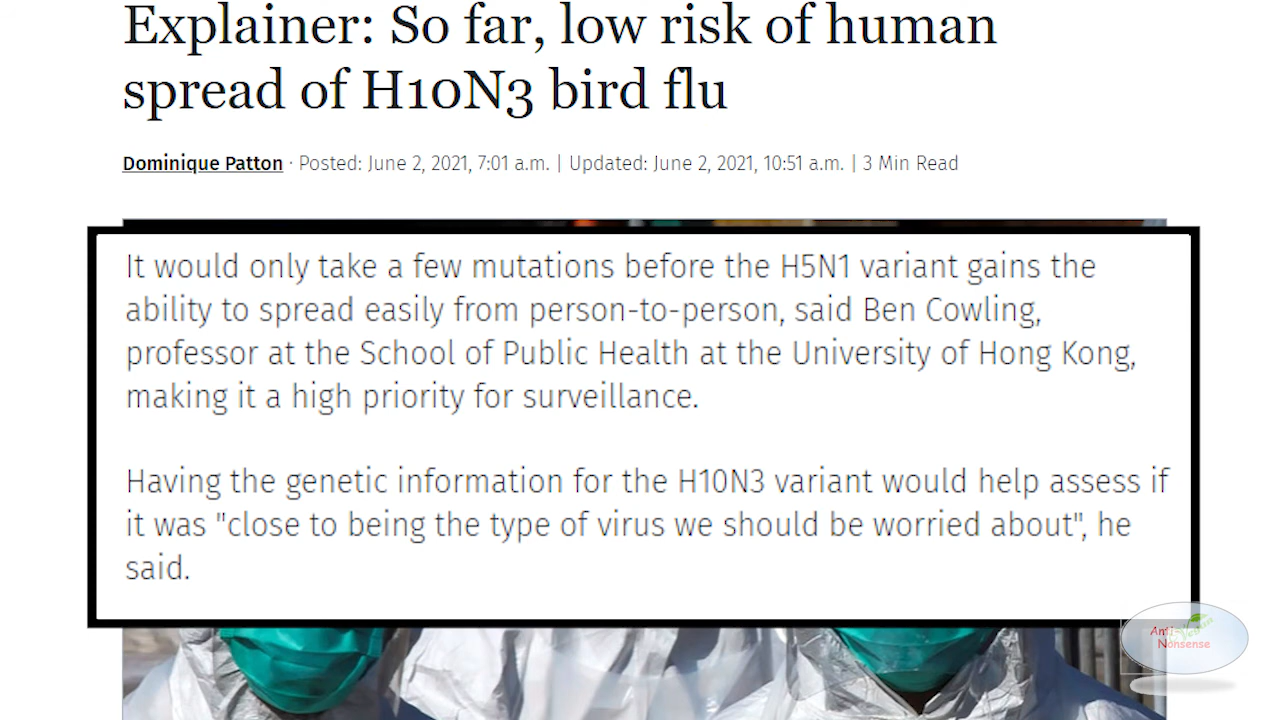 Explainer: So far, low risk of human
spread of H10N3 bird flu
Dominique Patton · Posted: June 2, 2021, 7:01 a.m. | Updated: June 2, 2021, 10:51 a.m. | 3 Min Read
It would only take a few mutations before the H5N1 variant gains the
ability to spread easily from person-to-person, said Ben Cowling,
professor at the School of Public Health at the University of Hong Kong,
making it a high priority for surveillance.
Having the genetic information for the H10N3 variant would help assess if
it was "close to being the type of virus we should be worried about", he
said.
Anti-Vegan
Nonsense